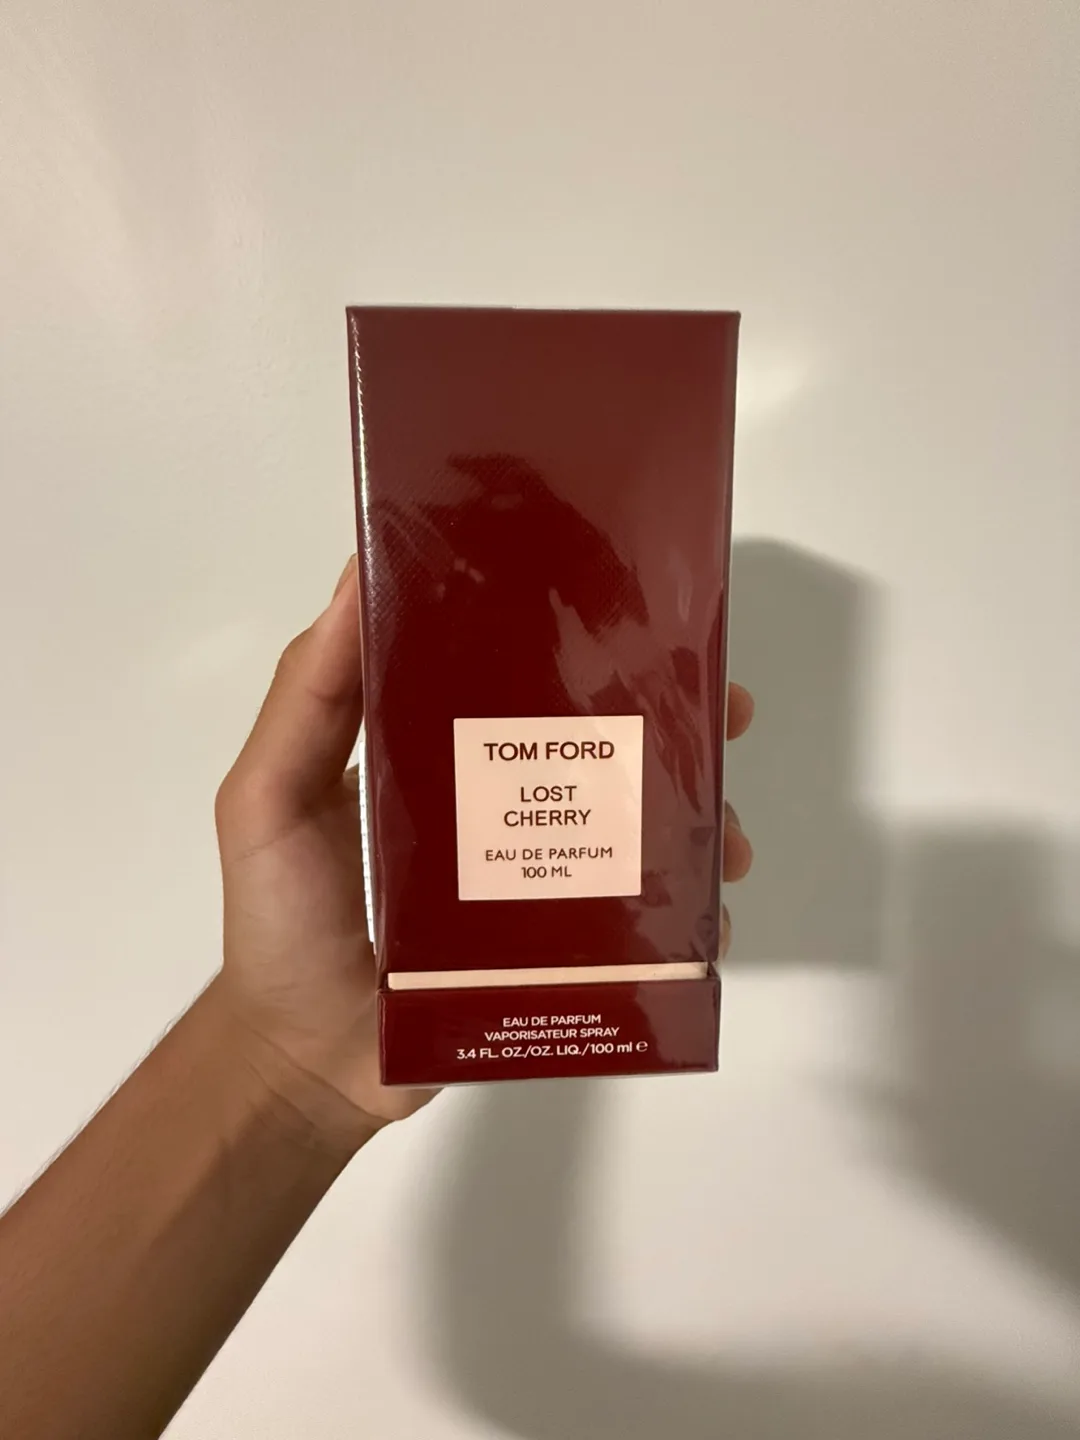 TOM FORD
LOST
CHERRY
EAU DE PARFUM
100 ML
EAU DE PARFUM
VAPORISATEUR SPRAY
3.4 FL. OZ./OZ. LIQ./100 ml ℮